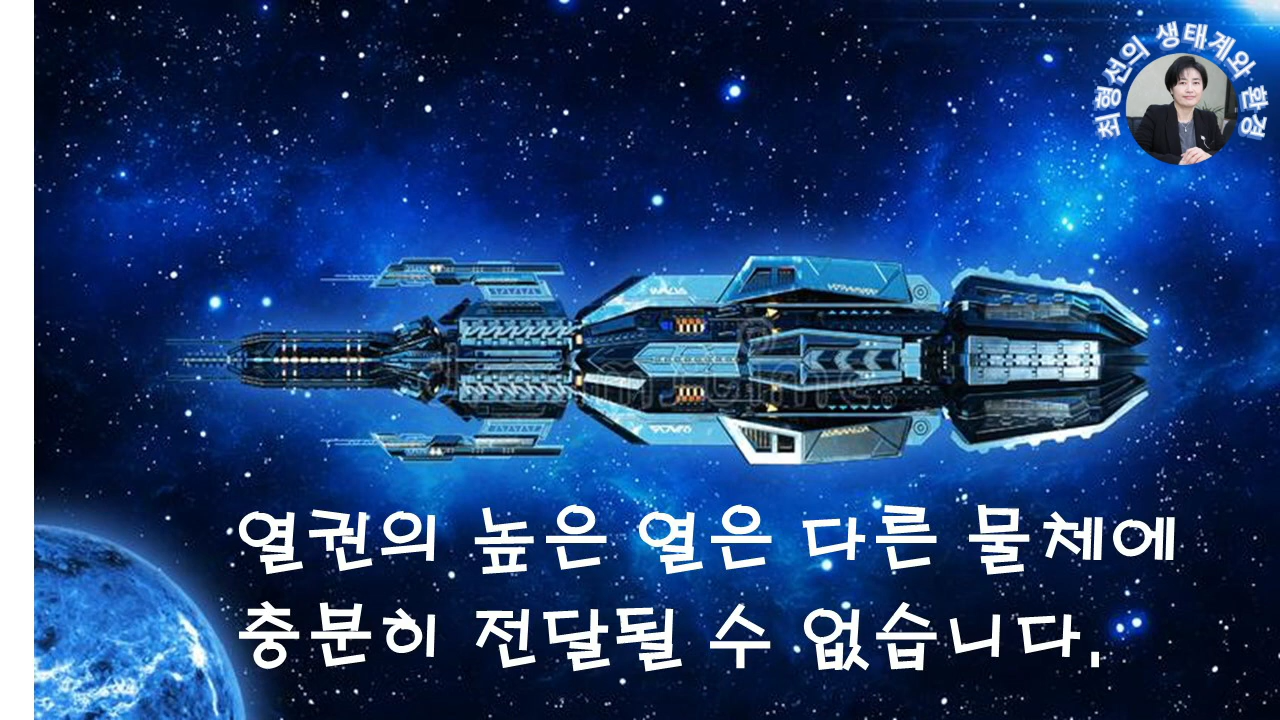 최형선의 생태계와 환경
dreamstime.
열권의 높은 열은 다른 물체에
충분히 전달될 수 없습니다.